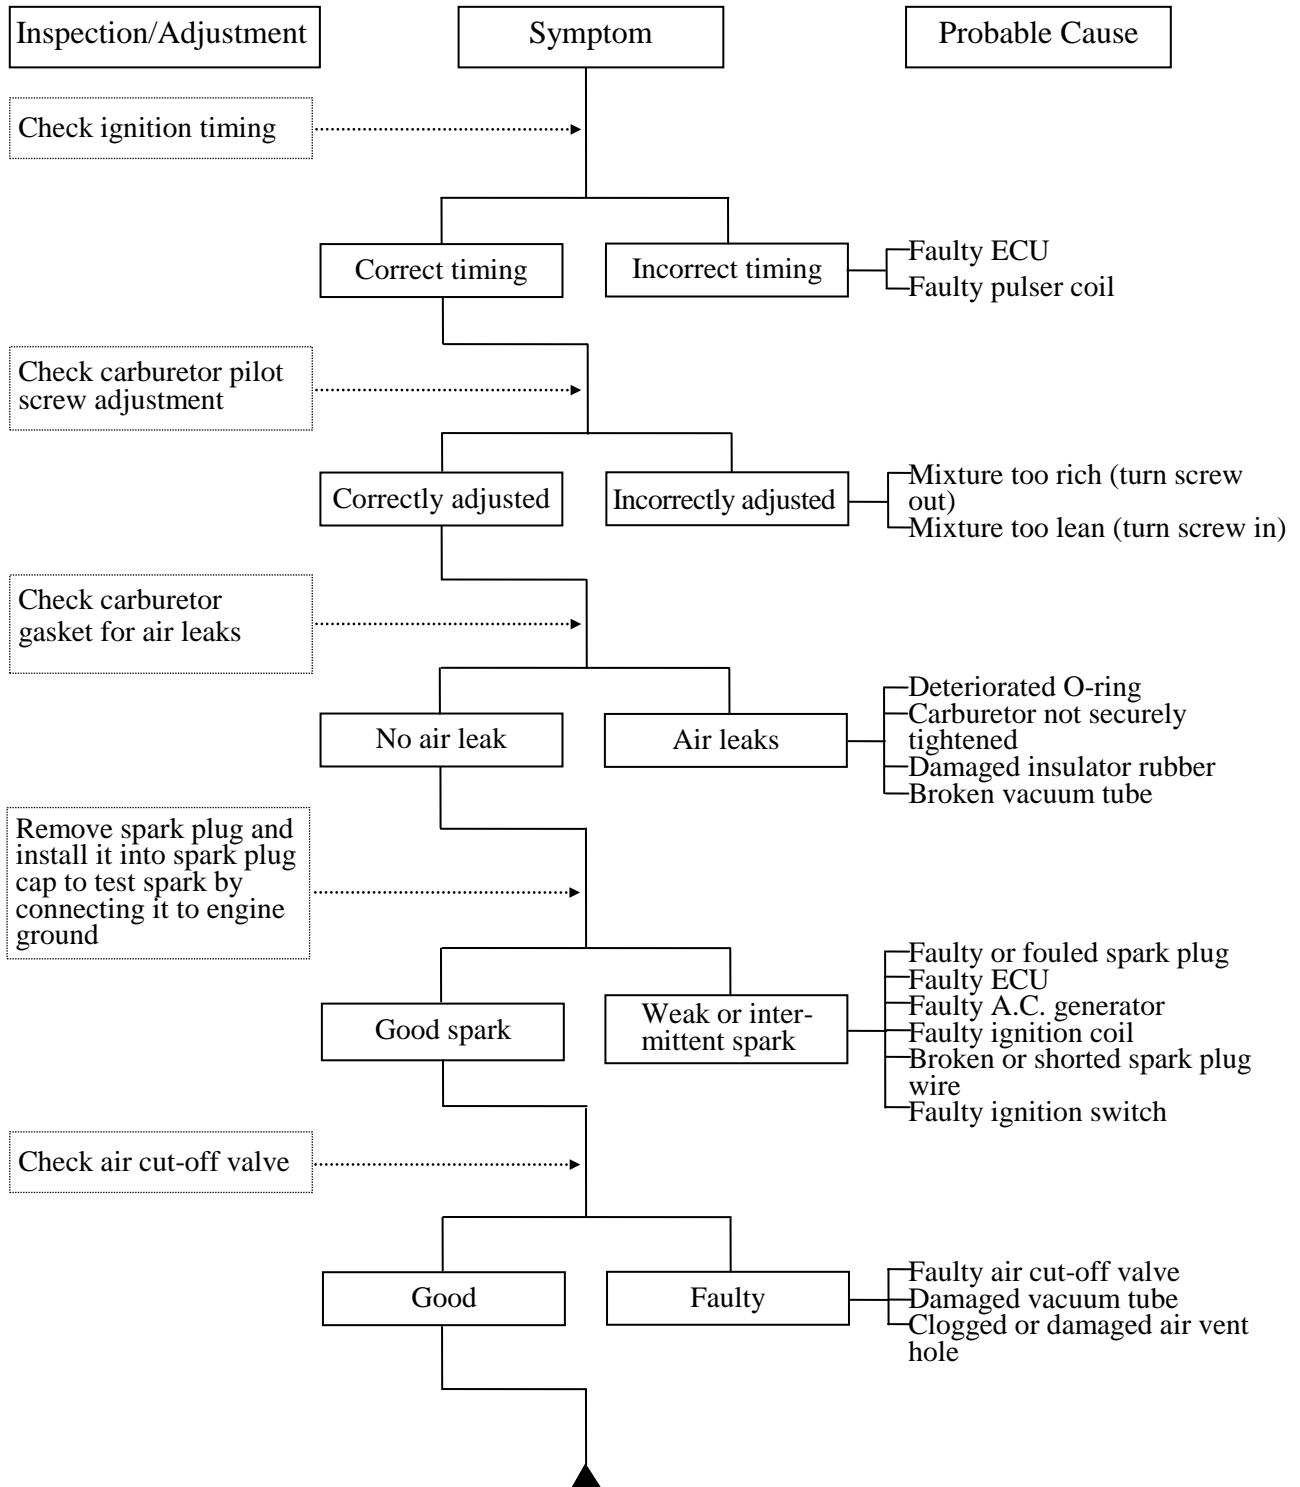 Inspection/Adjustment
Symptom
Probable Cause
Check ignition timing
Correct timing
Incorrect timing
Faulty ECU
Faulty pulser coil
Check carburetor pilot
screw adjustment
Correctly adjusted
Incorrectly adjusted
Mixture too rich (turn screw
out)
Mixture too lean (turn screw in)
Check carburetor
gasket for air leaks
No air leak
Air leaks
Deteriorated O-ring
Carburetor not securely
tightened
Damaged insulator rubber
Broken vacuum tube
Remove spark plug and
install it into spark plug
cap to test spark by
connecting it to engine
ground
Good spark
Weak or inter-
mittent spark
Faulty or fouled spark plug
Faulty ECU
Faulty A.C. generator
Faulty ignition coil
Broken or shorted spark plug
wire
Faulty ignition switch
Check air cut-off valve
Good
Faulty
Faulty air cut-off valve
Damaged vacuum tube
Clogged or damaged air vent
hole